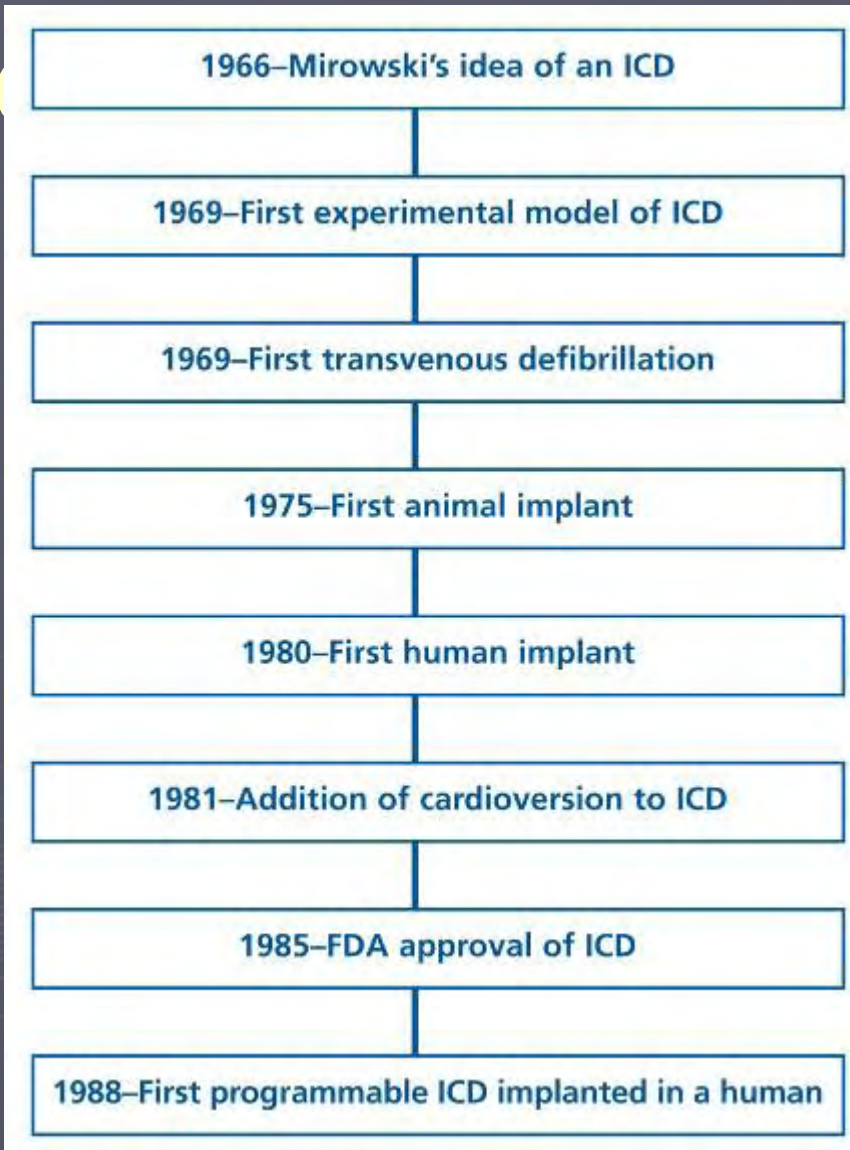 1966–Mirowski's idea of an ICD
1969–First experimental model of ICD
1969–First transvenous defibrillation
1975–First animal implant
1980–First human implant
1981–Addition of cardioversion to ICD
1985–FDA approval of ICD
1988–First programmable ICD implanted in a human